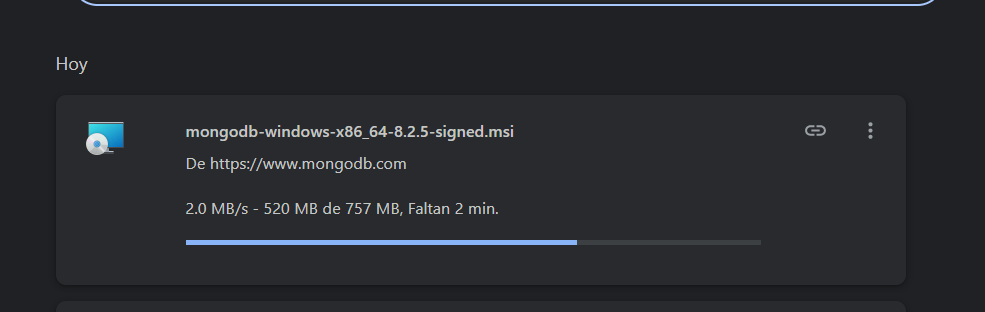 Hoy
mongodb-windows-x86_64-8.2.5-signed.msi
De https://www.mongodb.com
2.0 MB/s - 520 MB de 757 MB, Faltan 2 min.